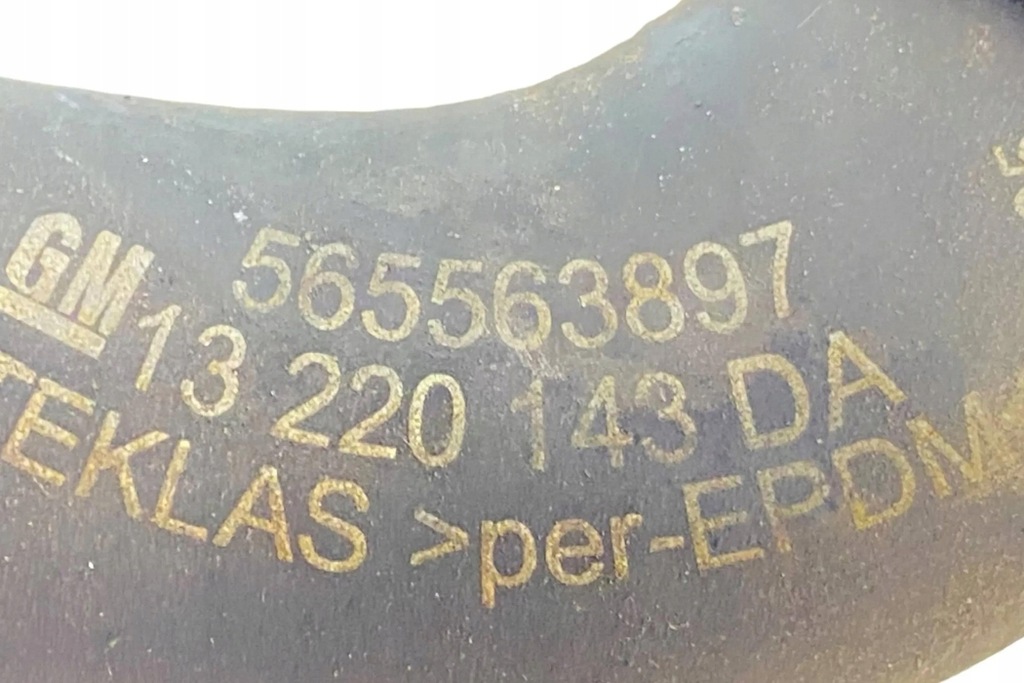 GM 565563897
13 220 143 DA
TEKLAS >per-EPDM